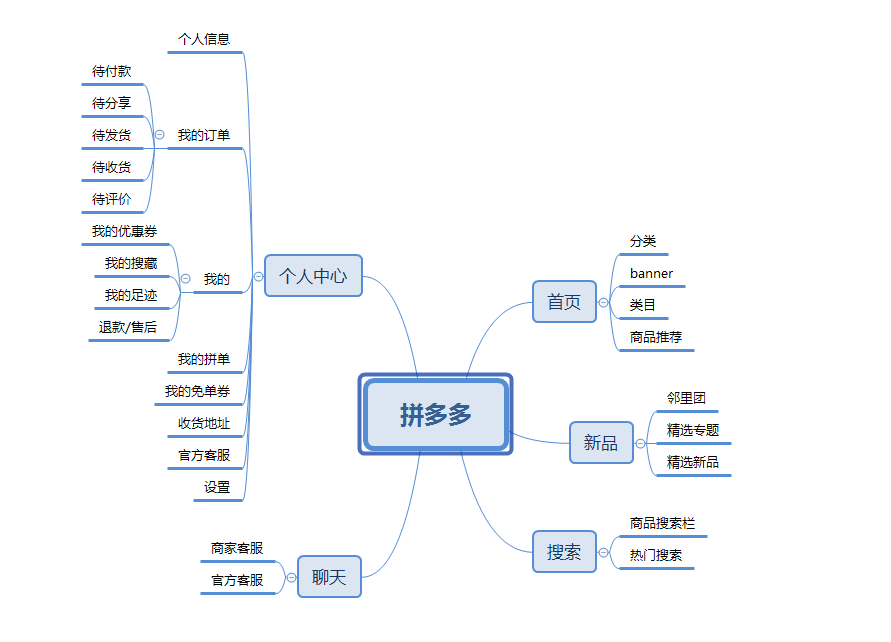 拼多多
首页
分类
banner
类目
商品推荐
新品
邻里团
精选专题
精选新品
搜索
商品搜索栏
热门搜索
聊天
商家客服
官方客服
个人中心
个人信息
我的订单
待付款
待分享
待发货
待收货
待评价
我的
我的优惠券
我的搜藏
我的足迹
退款/售后
我的拼单
我的免单券
收货地址
官方客服
设置